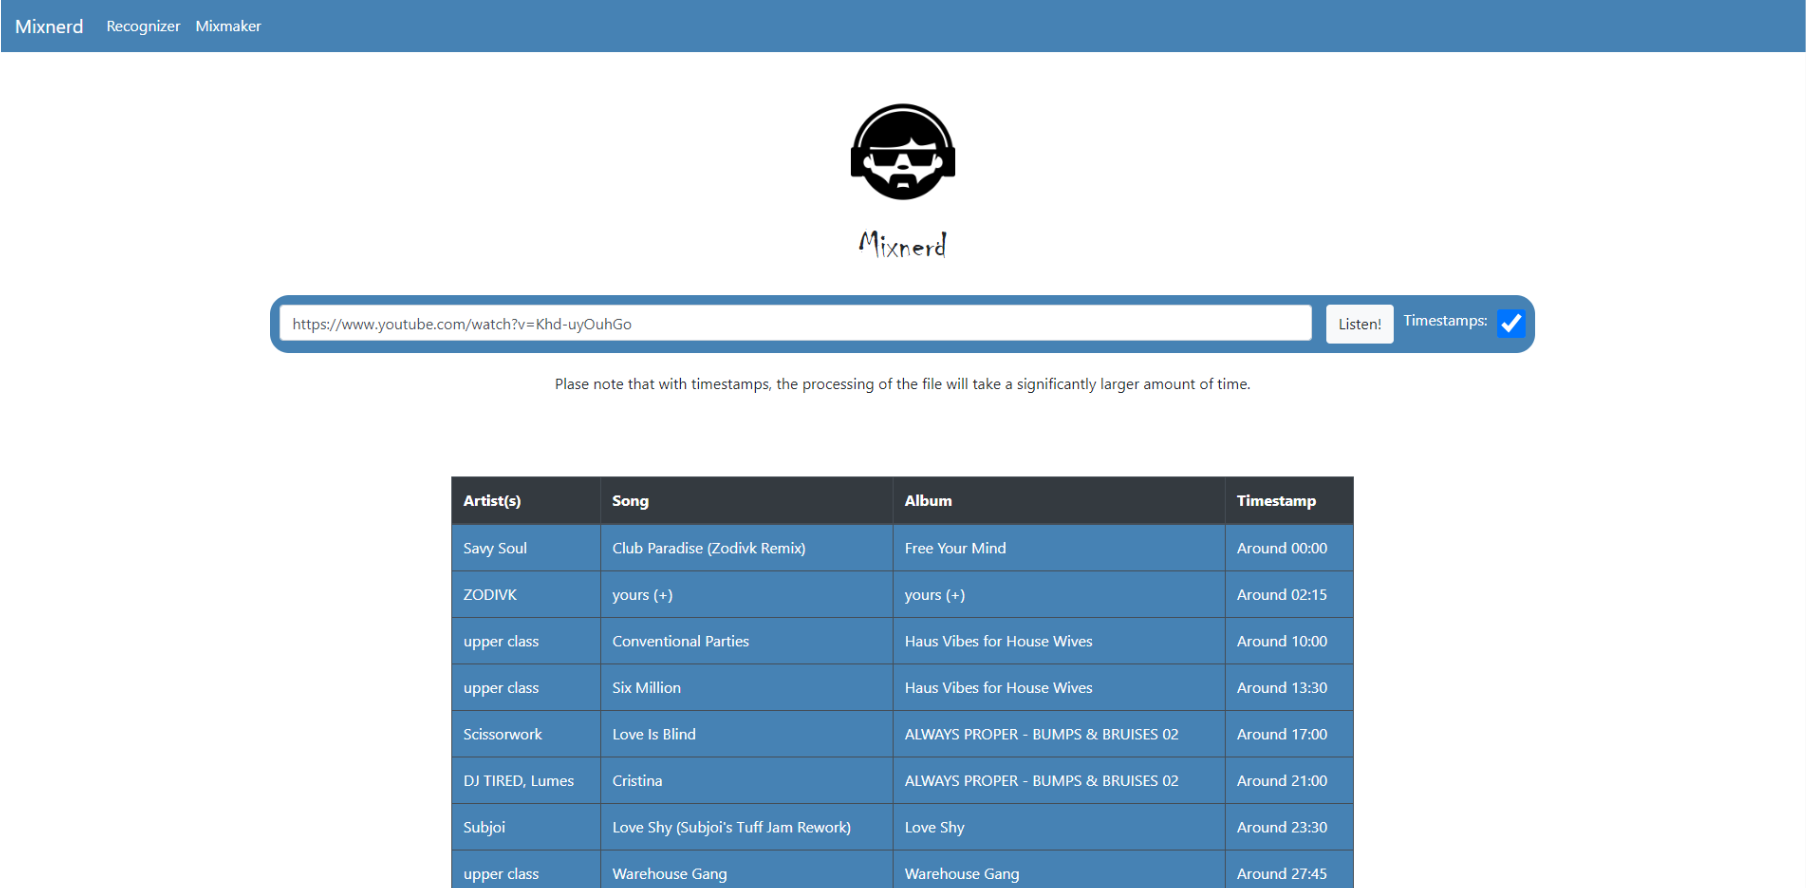 Mixnerd Recognizer Mixmaker
Mixnerd
https://www.youtube.com/watch?v=Khd-uyOuhGo Listen! Timestamps:
Plase note that with timestamps, the processing of the file will take a significantly larger amount of time.
Artist(s) Song Album Timestamp
Savy Soul Club Paradise (Zodivk Remix) Free Your Mind Around 00:00
ZODIVK yours (+) yours (+) Around 02:15
upper class Conventional Parties Haus Vibes for House Wives Around 10:00
upper class Six Million Haus Vibes for House Wives Around 13:30
Scissorwork Love Is Blind ALWAYS PROPER - BUMPS & BRUISES 02 Around 17:00
DJ TIRED, Lumes Cristina ALWAYS PROPER - BUMPS & BRUISES 02 Around 21:00
Subjoi Love Shy (Subjoi's Tuff Jam Rework) Love Shy Around 23:30
upper class Warehouse Gang Warehouse Gang Around 27:45